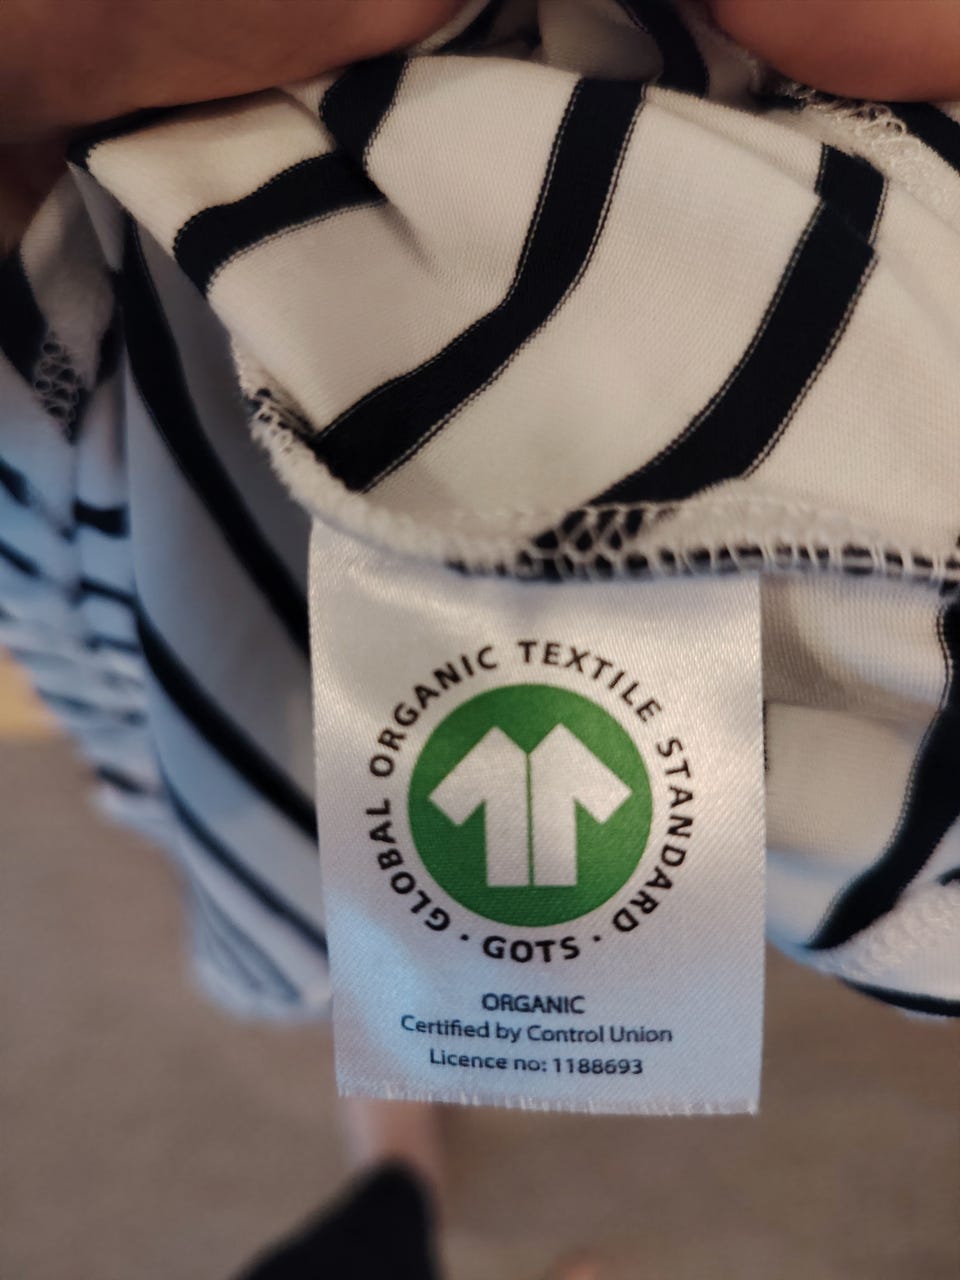 GLOBAL ORGANIC TEXTILE STANDARD · GOTS ·
ORGANIC
Certified by Control Union
Licence no: 1188693